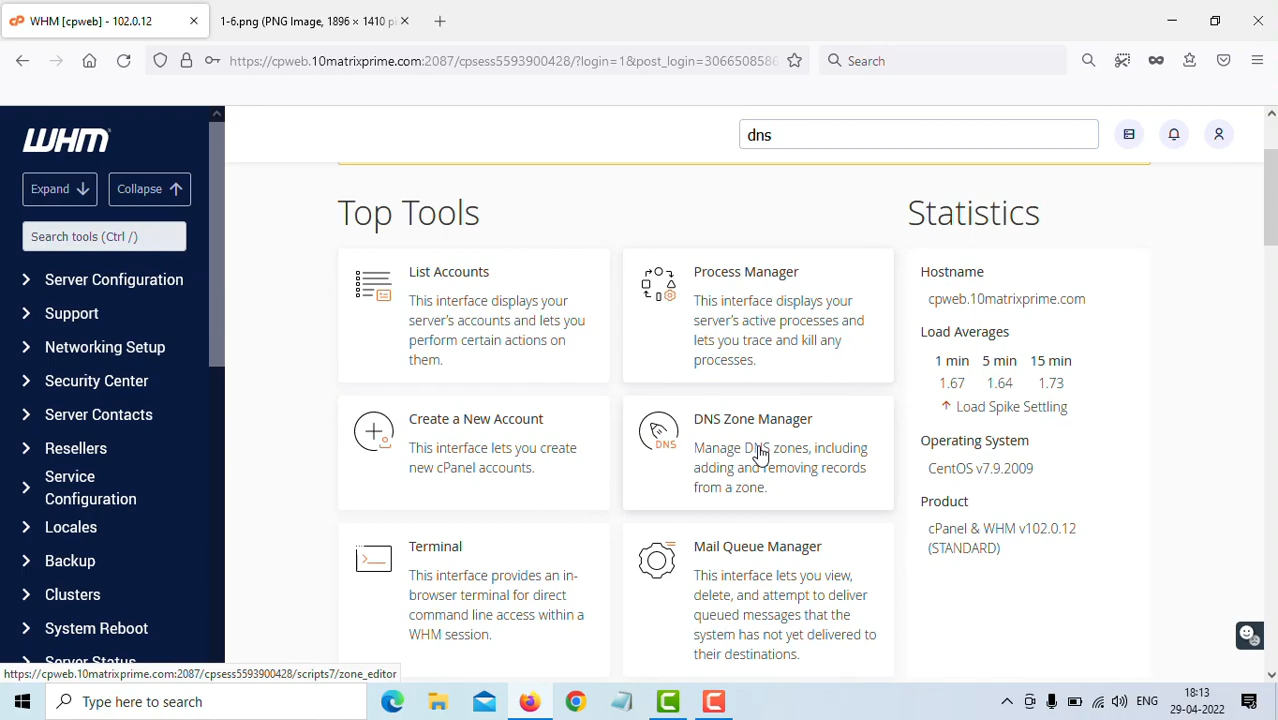 WHM [cpweb] - 102.0.12
1-6.png (PNG Image, 1896 × 1410 pi
https://cpweb.10matrixprime.com:2087/cpsess5593900428/?login=1&post_login=3066508586
Search
WHM
Expand
Collapse
Search tools (Ctrl /)
Server Configuration
Support
Networking Setup
Security Center
Server Contacts
Resellers
Service
Configuration
Locales
Backup
Clusters
System Reboot
Server Status
dns
Top Tools
List Accounts
This interface displays your
server's accounts and lets you
perform certain actions on
them.
Process Manager
This interface displays your
server's active processes and
lets you trace and kill any
processes.
Create a New Account
This interface lets you create
new cPanel accounts.
DNS
DNS Zone Manager
Manage DNS zones, including
adding and removing records
from a zone.
Terminal
This interface provides an in-
browser terminal for direct
command line access within a
WHM session.
Mail Queue Manager
This interface lets you view,
delete, and attempt to deliver
queued messages that the
system has not yet delivered to
their destinations.
Statistics
Hostname
cpweb.10matrixprime.com
Load Averages
1 min 5 min 15 min
1.67 1.64 1.73
Load Spike Settling
Operating System
CentOS v7.9.2009
Product
cPanel & WHM v102.0.12
(STANDARD)
https://cpweb.10matrixprime.com:2087/cpsess5593900428/scripts7/zone_editor
Type here to search
ENG
18:13
29-04-2022